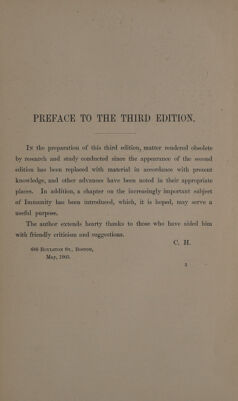 PREFACE TO THE THIRD EDITION.
In the preparation of this third edition, matter rendered obsolete
by research and study conducted since the appearance of the second
edition has been replaced with material in accordance with present
knowledge, and other advances have been noted in their appropriate
places. In addition, a chapter on the increasingly important subject
of Immunity has been introduced, which, it is hoped, may serve a
useful purpose.
The author extends hearty thanks to those who have aided him
with friendly criticism and suggestions.
C. H.
688 Boylston St., Boston,
May, 1903.